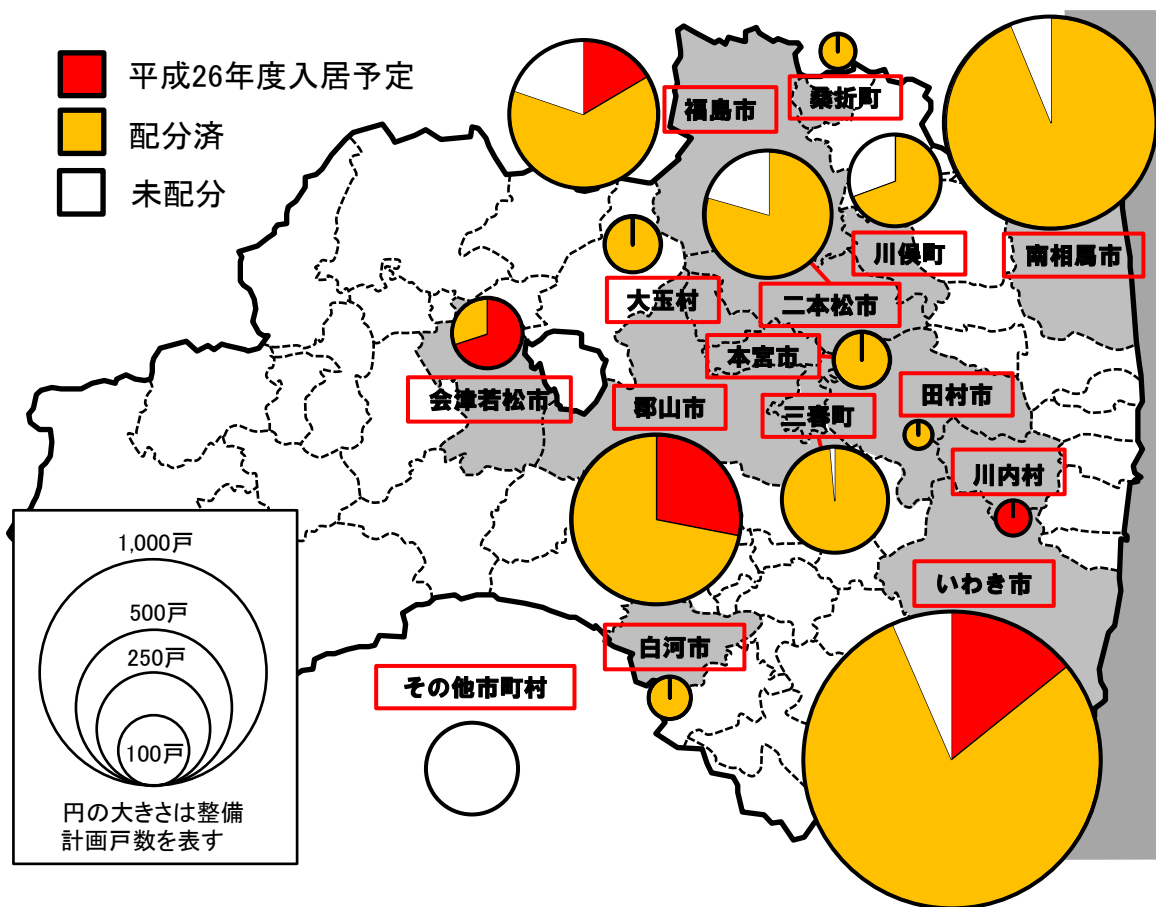 平成26年度入居予定
配分済
未配分
福島市
桑折町
川俣町
南相馬市
大玉村
二本松市
本宮市
会津若松市
郡山市
三春町
田村市
川内村
いわき市
白河市
その他市町村
1,000戸
500戸
250戸
100戸
円の大きさは整備
計画戸数を表す